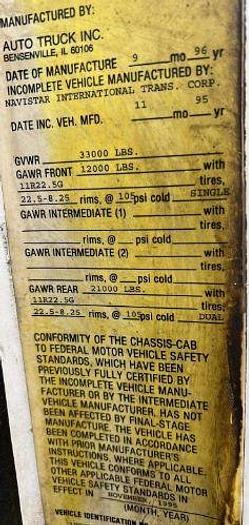 MANUFACTURED BY:
AUTO TRUCK INC.
BENSENVILLE, IL 60106
DATE OF MANUFACTURE 9 mo 96 yr
INCOMPLETE VEHICLE MANUFACTURED BY:
NAVISTAR INTERNATIONAL TRANS. CORP.
DATE INC. VEH. MFD. 11 mo 95 yr
GVWR 33000 LBS.
GAWR FRONT 12000 LBS. with
11R22.5G tires,
22.5-8.25 rims, @ 105psi cold SINGLE
GAWR INTERMEDIATE (1) with
tires,
rims, @ psi cold
GAWR INTERMEDIATE (2) with
tires,
rims, @ psi cold
GAWR REAR 21000 LBS. with
11R22.5G tires,
22.5-8.25 rims, @ 105psi cold DUAL
CONFORMITY OF THE CHASSIS-CAB
TO FEDERAL MOTOR VEHICLE SAFETY
STANDARDS, WHICH HAVE BEEN
PREVIOUSLY FULLY CERTIFIED BY
THE INCOMPLETE VEHICLE MANU-
FACTURER OR BY THE INTERMEDIATE
VEHICLE MANUFACTURER, HAS NOT
BEEN AFFECTED BY FINAL-STAGE
MANUFACTURE. THE VEHICLE HAS
BEEN COMPLETED IN ACCORDANCE
WITH PRIOR MANUFACTURER'S
INSTRUCTIONS, WHERE APPLICABLE.
THIS VEHICLE CONFORMS TO ALL
OTHER APPLICABLE FEDERAL MOTOR
VEHICLE SAFETY STANDARDS IN
EFFECT IN NOVEMBER, 1995
(MONTH, YEAR)
VEHICLE IDENTIFICATION